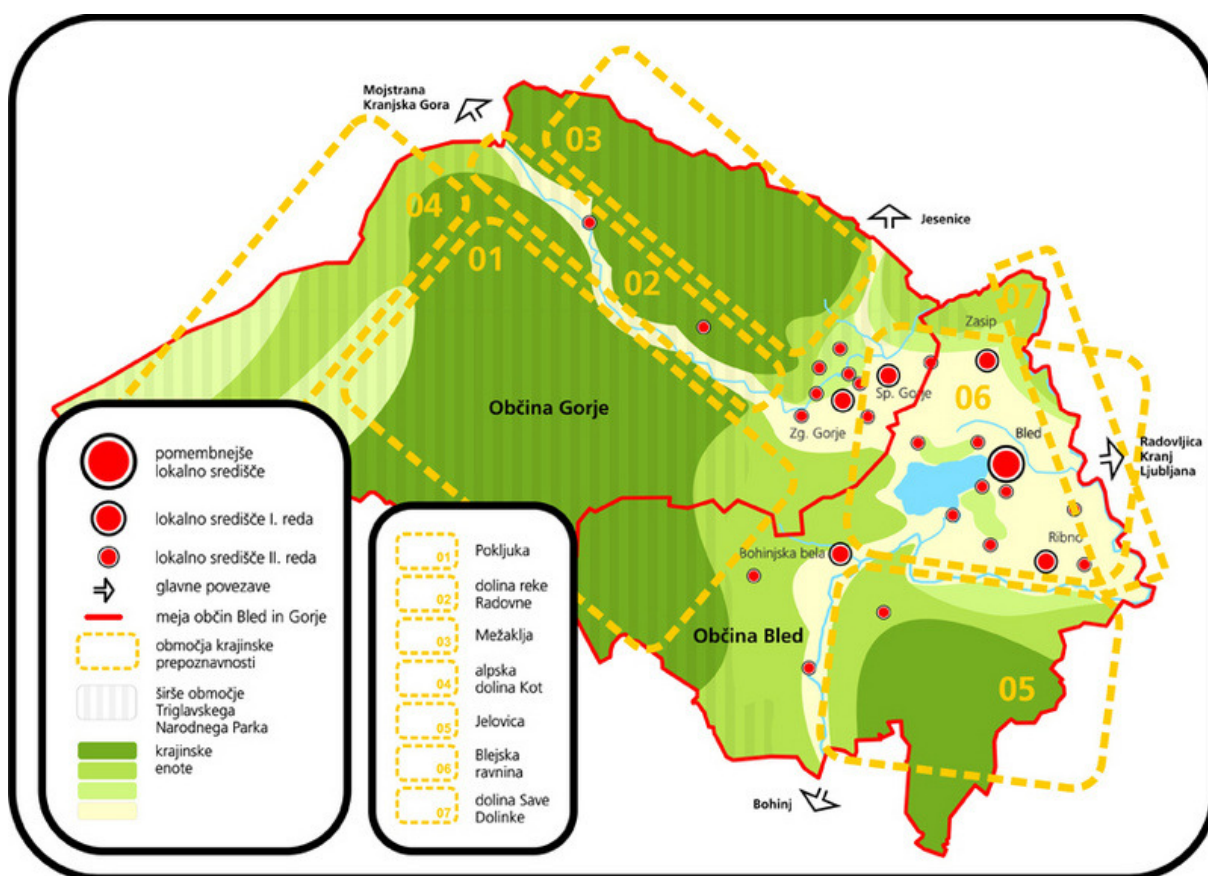 Mojstrana
Kranjska Gora
03
04
01
Jesenice
02
07
Zasip
06
Sp. Gorje
Občina Gorje
Zg. Gorje
Bled
Radovljica
Kranj
Ljubljana
Ribno
Bohinjska bela
Občina Bled
05
Bohinj
pomembnejše
lokalno središče
lokalno središče I. reda
lokalno središče II. reda
glavne povezave
meja občin Bled in Gorje
območja krajinske
prepoznavnosti
širše območje
Triglavskega
Narodnega Parka
krajinske
enote
01 Pokljuka
02 dolina reke
Radovne
03 Mežaklja
04 alpska
dolina Kot
05 Jelovica
06 Blejska
ravnina
07 dolina Save
Dolinke